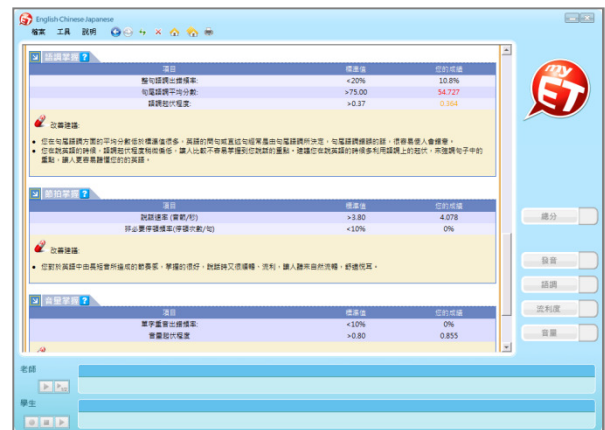 English Chinese Japanese
檔案 工具 說明
語調掌握 ?
項目 標準值 您的成績
整句語調出錯頻率: <20% 10.8%
句尾語調平均分數: >75.00 54.727
語調起伏程度: >0.37 0.364
改善建議:
• 您在句尾語調方面的平均分數低於標準值很多。英語的問句或直述句經常是由句尾語調所決定，句尾語調錯誤的話，很容易使人會錯意。
• 您在說英語的時候，語調起伏程度稍微偏低，讓人比較不容易掌握到您說話的重點。建議您在說英語的時候多利用語調上的起伏，來強調句子中的
重點，讓人更容易聽懂您的的英語。
節拍掌握 ?
項目 標準值 您的成績
說話速率 (音節/秒) >3.80 4.078
非必要停頓頻率(停頓次數/句) <10% 0%
改善建議:
• 您對於英語中由長短音所造成的節奏感，掌握的很好，說話時又很順暢、流利，讓人聽來自然流暢，舒適悅耳。
音量掌握 ?
項目 標準值 您的成績
單字重音出錯頻率: <10% 0%
音量起伏程度 >0.80 0.855
my
ET
總分
發音
語調
流利度
音量
老師
學生